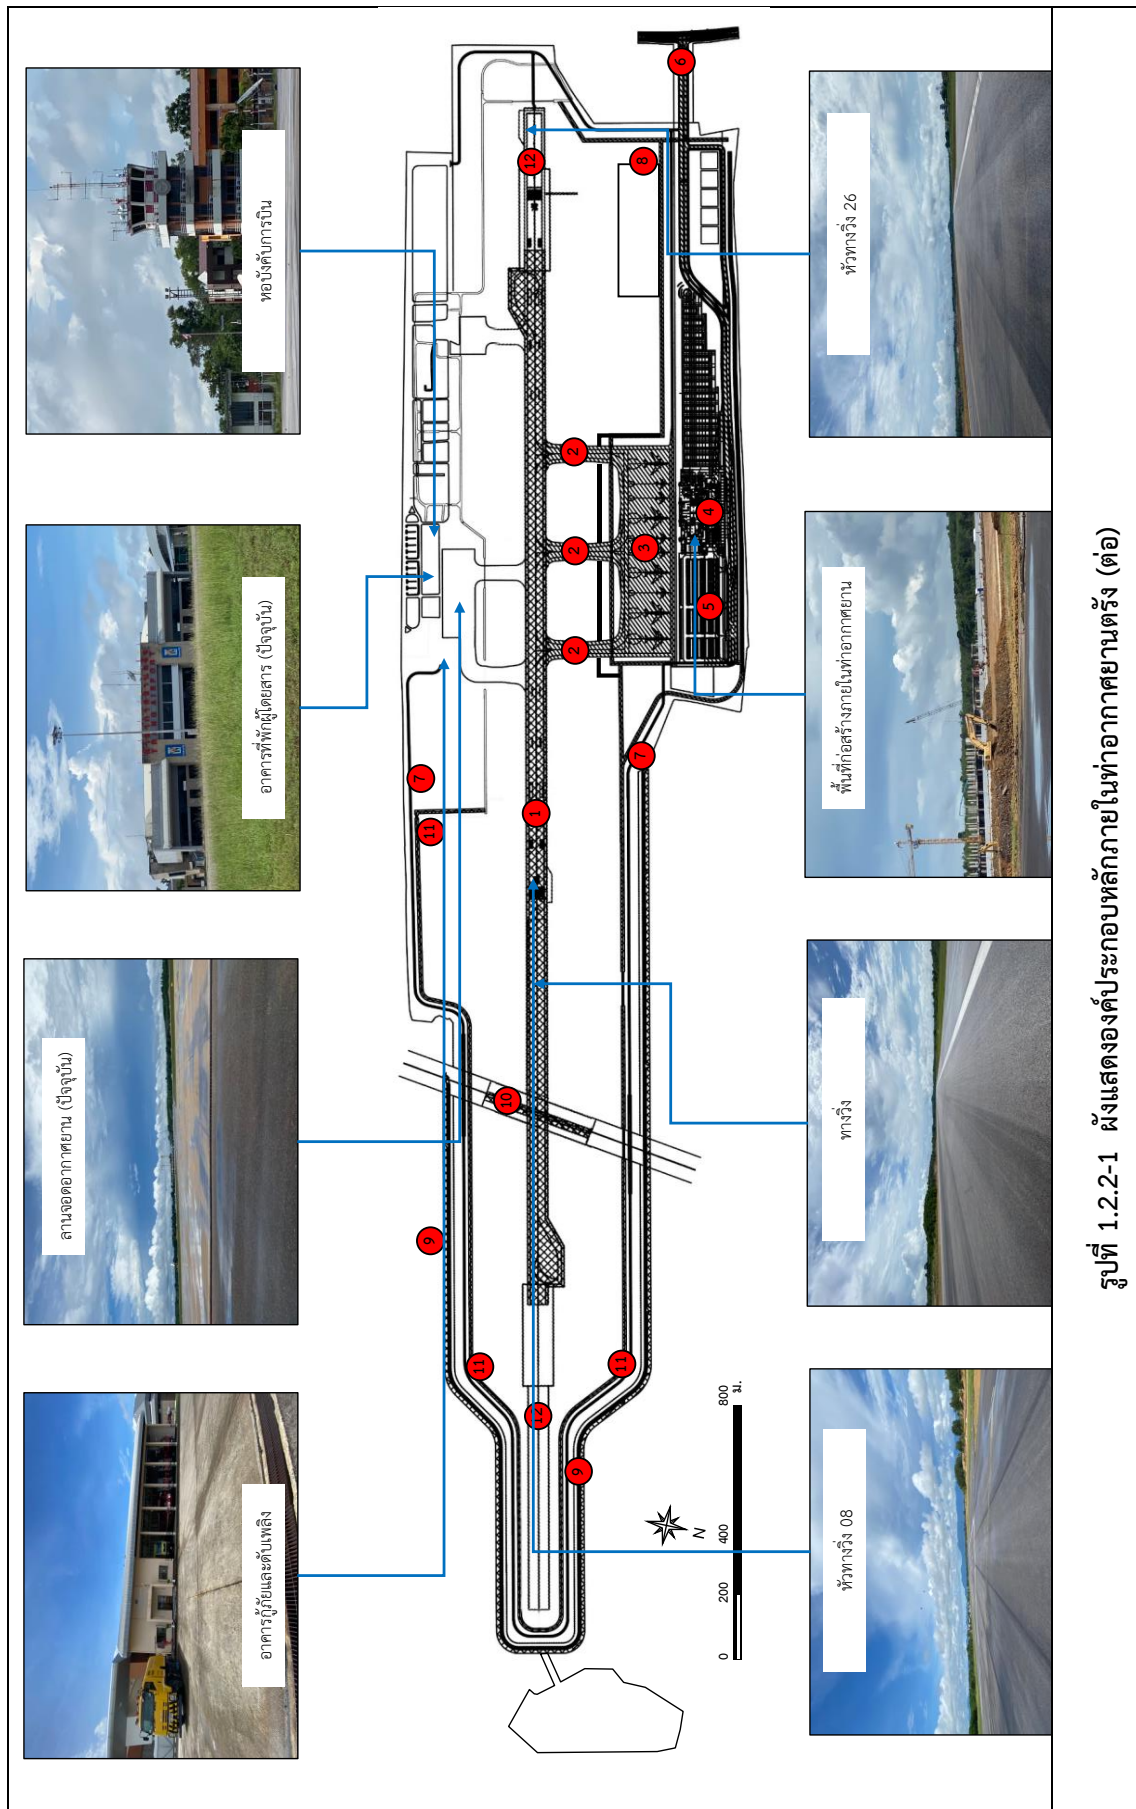 อาคารกู้ภัยและดับเพลิง
ลานจอดอากาศยาน (ปัจจุบัน)
อาคารที่พักผู้โดยสาร (ปัจจุบัน)
หอบังคับการบิน
9
11
7
11
10
12
1
12
9
2
2
2
11
7
3
8
6
N
5
4
0 200 400 800
ม.
หัวทางวิ่ง 08
ทางวิ่ง
พื้นที่ก่อสร้างภายในท่าอากาศยาน
หัวทางวิ่ง 26
รูปที่ 1.2.2-1 ผังแสดงองค์ประกอบหลักภายในท่าอากาศยานตรัง (ต่อ)